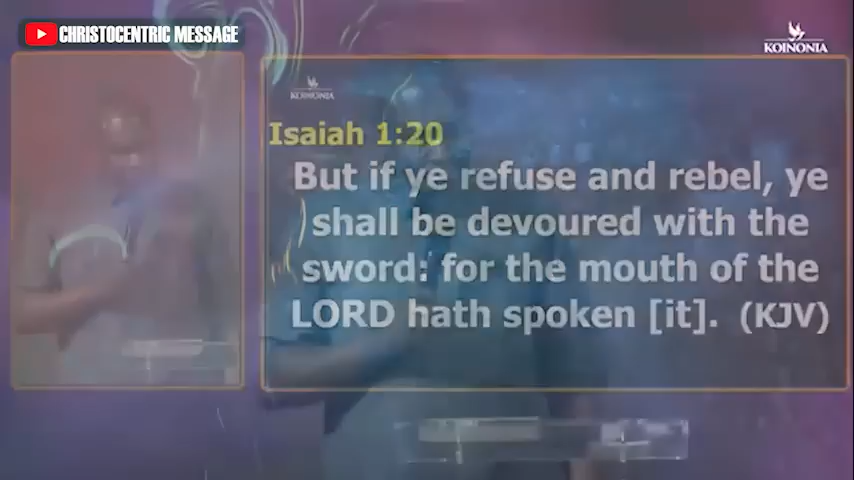 CHRISTOCENTRIC MESSAGE
KOINONIA
KOINONIA
Isaiah 1:20
But if ye refuse and rebel, ye
shall be devoured with the
sword: for the mouth of the
LORD hath spoken [it]. (KJV)